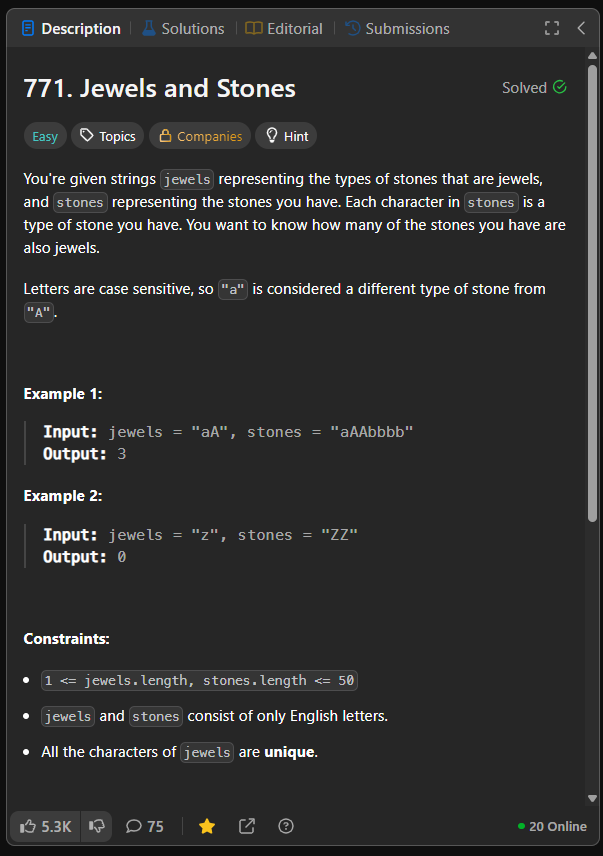 Description Solutions Editorial Submissions
771. Jewels and Stones Solved
Easy Topics Companies Hint
You're given strings jewels representing the types of stones that are jewels,
and stones representing the stones you have. Each character in stones is a
type of stone you have. You want to know how many of the stones you have are
also jewels.
Letters are case sensitive, so "a" is considered a different type of stone from
"A".
Example 1:
Input: jewels = "aA", stones = "aAAbbbb"
Output: 3
Example 2:
Input: jewels = "z", stones = "ZZ"
Output: 0
Constraints:
• 1 <= jewels.length, stones.length <= 50
• jewels and stones consist of only English letters.
• All the characters of jewels are unique.
5.3K 75 20 Online